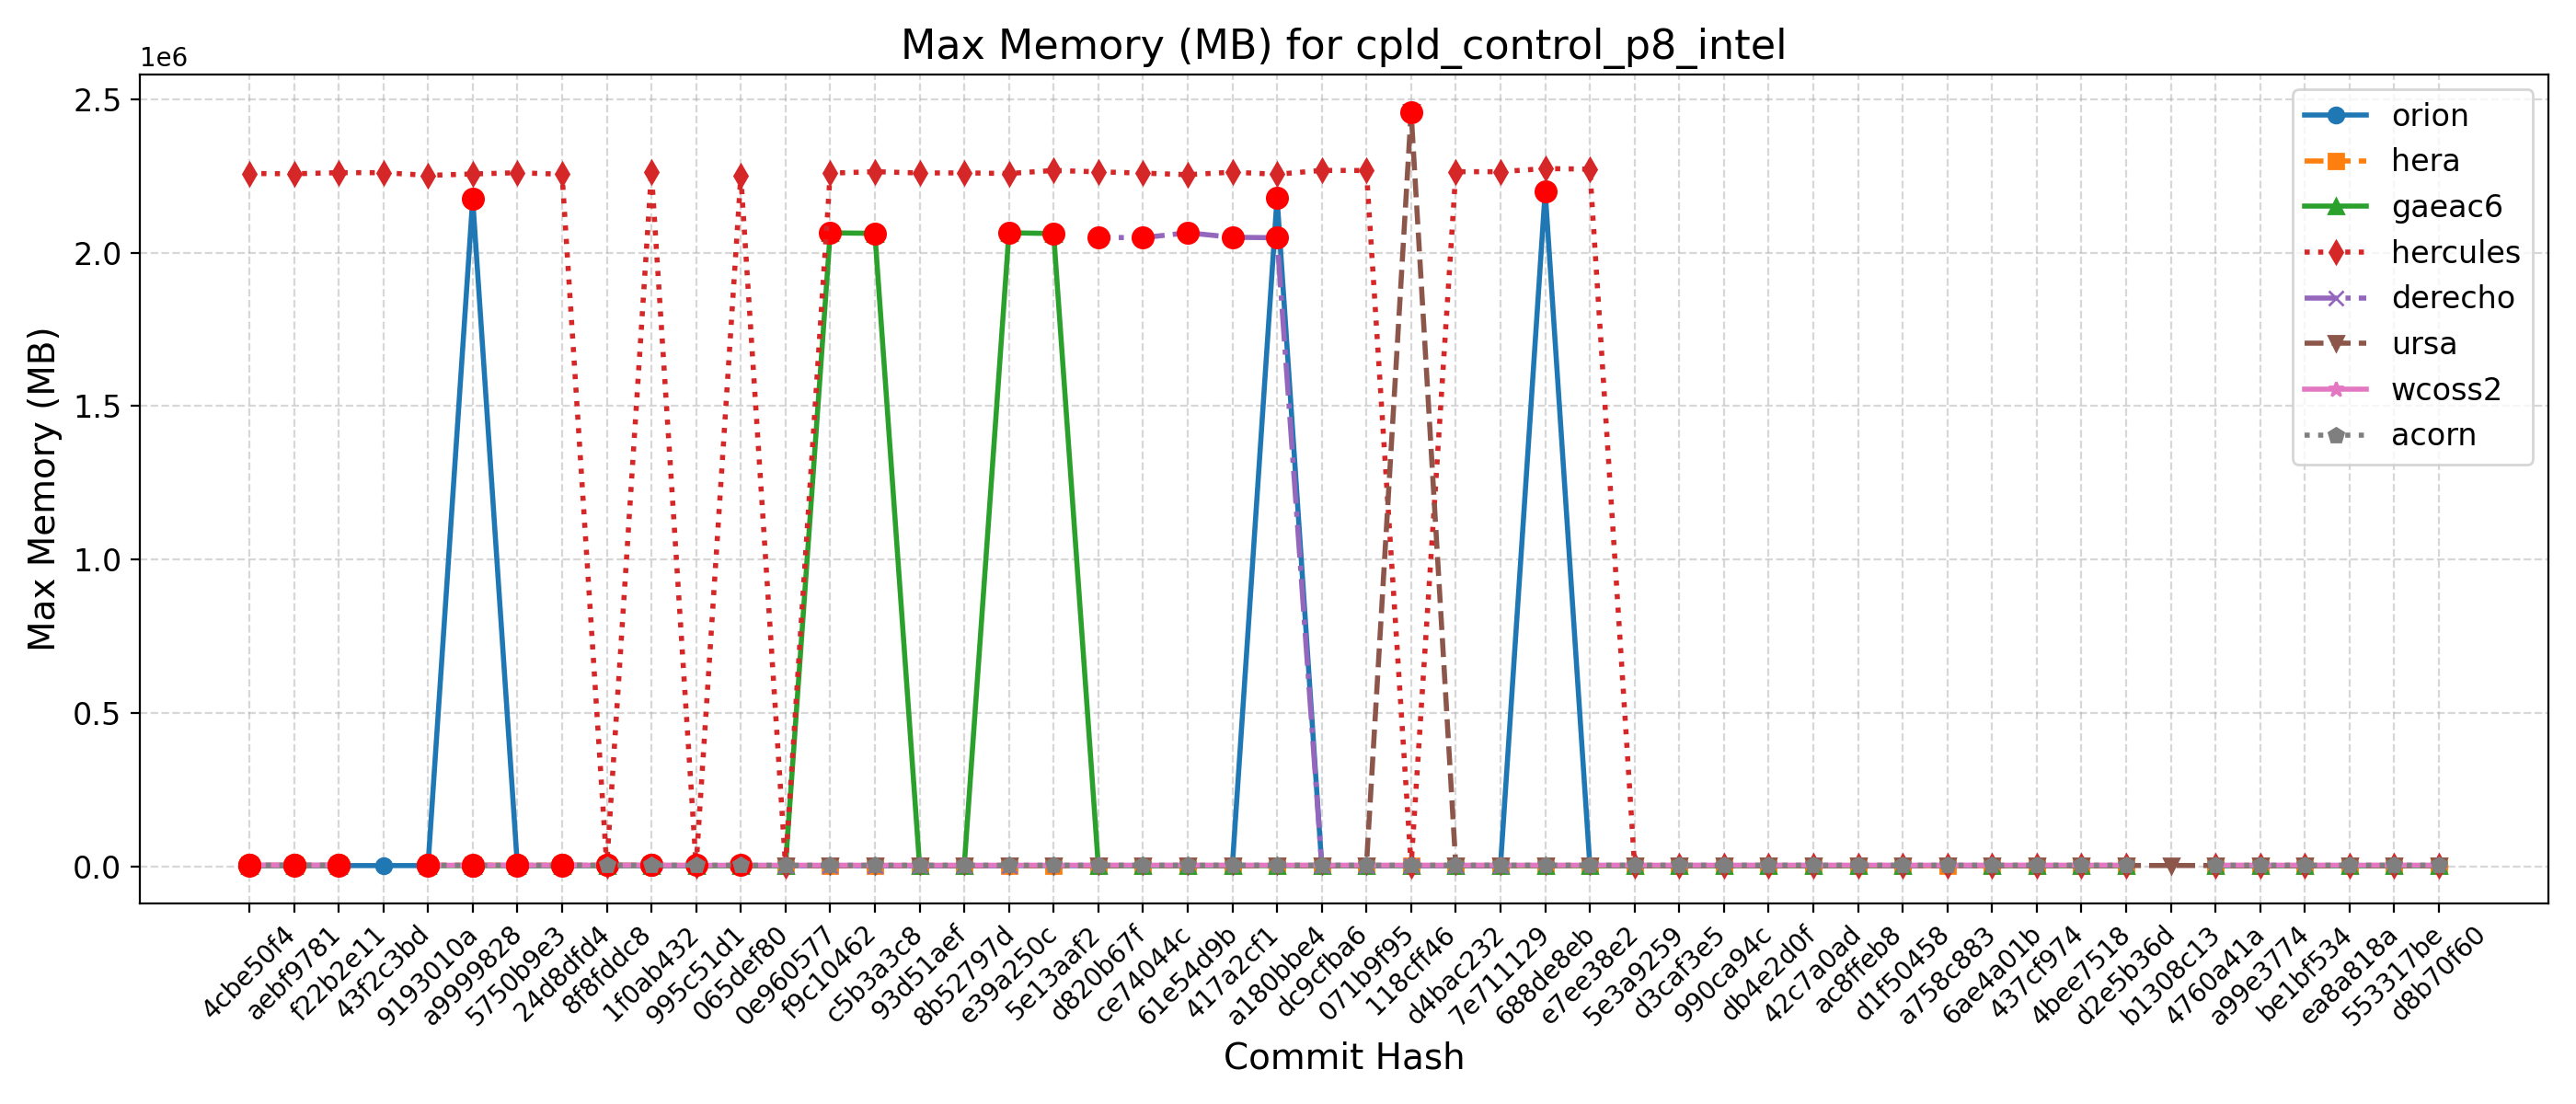 Max Memory (MB) for cpld_control_p8_intel
1e6
2.5
2.0
1.5
1.0
0.5
0.0
Max Memory (MB)
orion
hera
gaeac6
hercules
derecho
ursa
wcoss2
acorn
4cbe50f4
aebf9781
f22b2e11
43f2c3bd
9193010a
a9999828
5750b9e3
24d8dfd4
8f8fddc8
1f0ab432
995c51d1
065def80
0e960577
f9c10462
c5b3a3c8
93d51aef
8b52797d
e39a250c
5e13aaf2
d820b67f
ce74044c
61e54d9b
417a2cf1
a180bbe4
dc9cfba6
071b9f95
118cff46
d4bac232
7e711129
688de8eb
e7ee38e2
5e3a9259
d3caf3e5
990ca94c
db4e2d0f
42c7a0ad
ac8ffeb8
d1f50458
a758c883
6ae4a01b
437cf974
4bee7518
d2e5b36d
b1308c13
4760a41a
a99e3774
be1bf534
ea8a818a
553317be
d8b70f60
Commit Hash